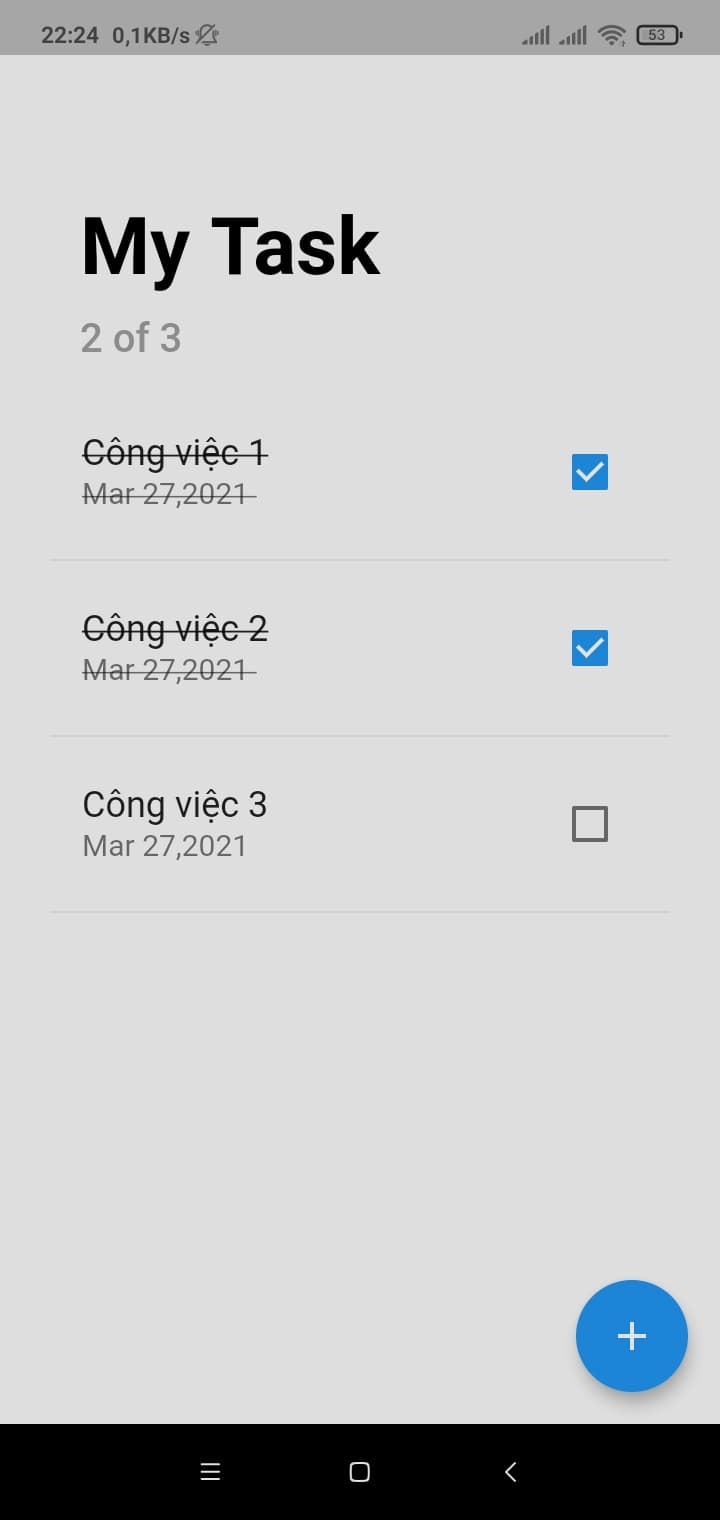 22:24 0,1KB/s 53
My Task
2 of 3
Công việc 1
Mar 27,2021
Công việc 2
Mar 27,2021
Công việc 3
Mar 27,2021